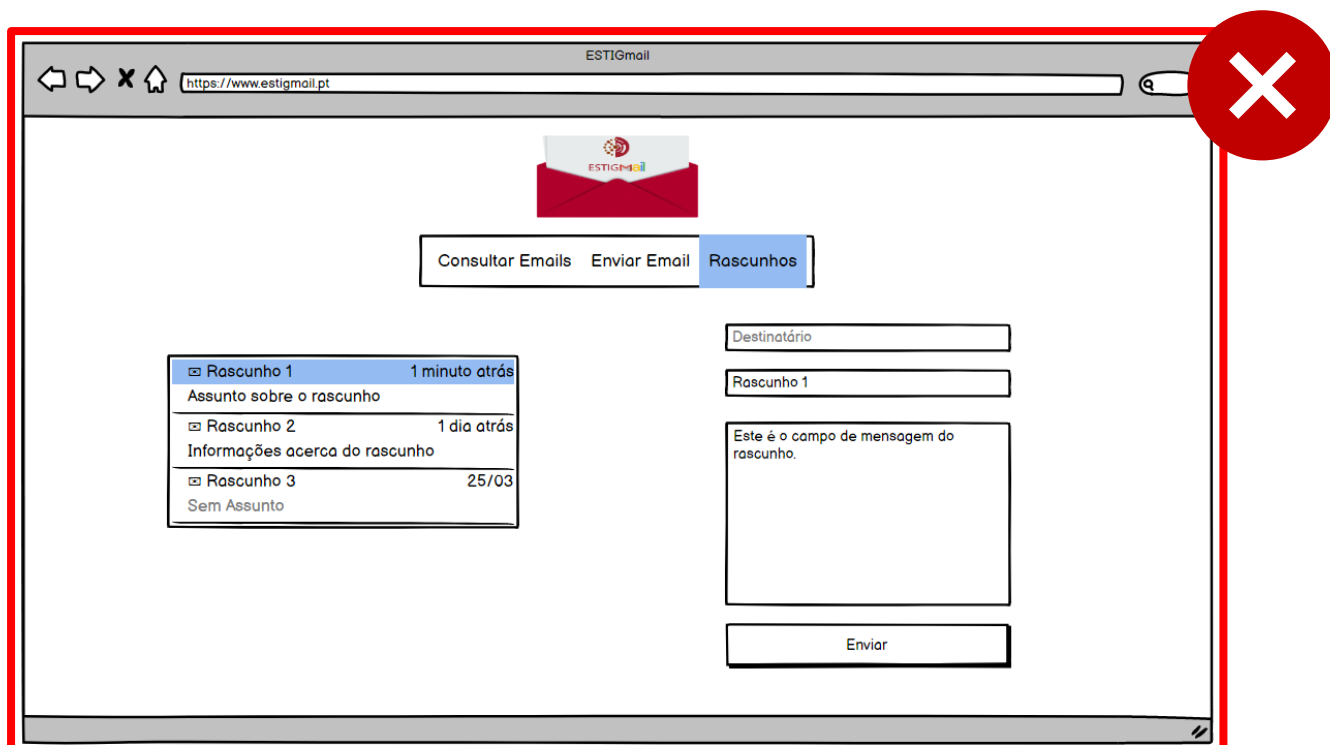 ESTIGmail
https://www.estigmail.pt
ESTIGMail
Consultar Emails Enviar Email Rascunhos
Rascunho 1 1 minuto atrás
Assunto sobre o rascunho
Rascunho 2 1 dia atrás
Informações acerca do rascunho
Rascunho 3 25/03
Sem Assunto
Destinatário
Rascunho 1
Este é o campo de mensagem do
rascunho.
Enviar